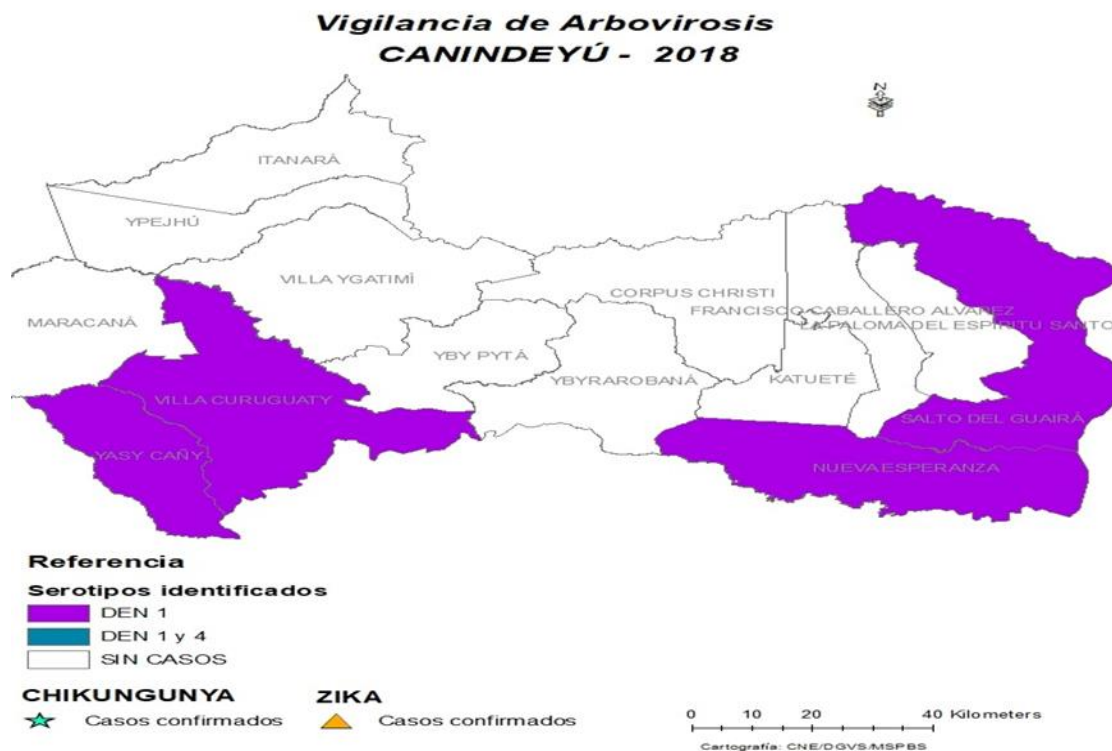 Vigilancia de Arbovirosis
CANINDEYÚ - 2018
N
ITANARÁ
YPEJHÚ
VILLA YGATIMÍ
CORPUS CHRISTI
FRANCISCO CABALLERO ALVAREZ
MARACANÁ
LA PALOMA DEL ESPÍRITU SANTO
YBY PYTÁ
YBYRAROBANÁ
KATUETÉ
VILLA CURUGUATY
SALTO DEL GUAIRÁ
YASY CAÑY
NUEVA ESPERANZA
Referencia
Serotipos identificados
DEN 1
DEN 1 y 4
SIN CASOS
CHIKUNGUNYA
Casos confirmados
ZIKA
Casos confirmados
0 10 20 40 Kilometers
Cartografía: CNE/DGVS/MSPBS